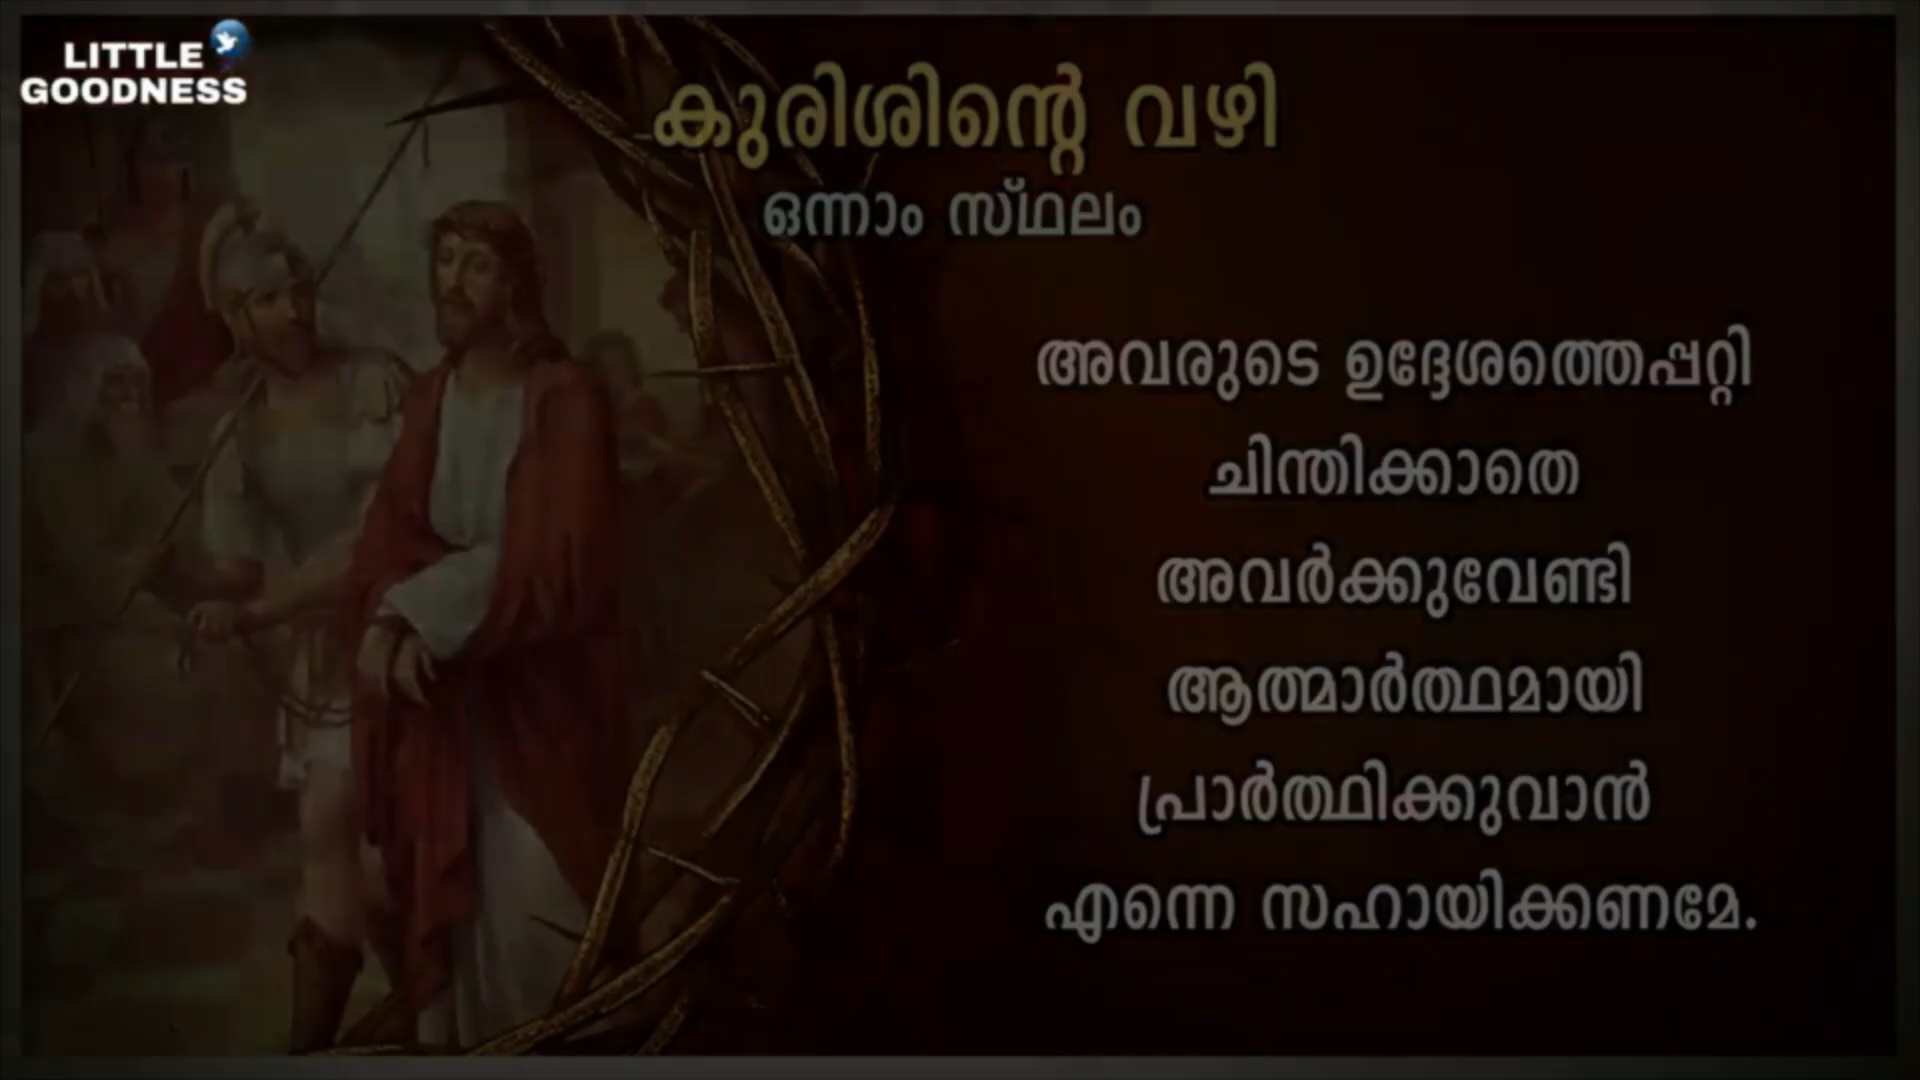 LITTLE
GOODNESS
കുരിശിന്റെ വഴി
ഒന്നാം സ്ഥലം
അവരുടെ ഉദ്ദേശത്തെപ്പറ്റി
ചിന്തിക്കാതെ
അവർക്കുവേണ്ടി
ആത്മാർത്ഥമായി
പ്രാർത്ഥിക്കുവാൻ
എന്നെ സഹായിക്കണമേ.